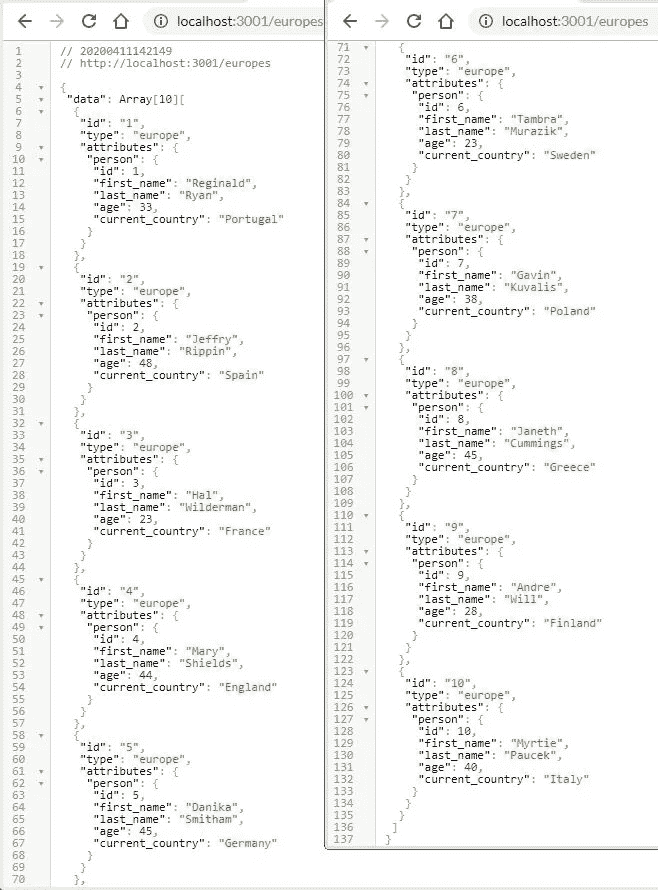 localhost:3001/europes
1 // 20200411142149
2 // http://localhost:3001/europes
3
4 {
5 "data": Array[10][
6 {
7 "id": "1",
8 "type": "europe",
9 "attributes": {
10 "person": {
11 "id": 1,
12 "first_name": "Reginald",
13 "last_name": "Ryan",
14 "age": 33,
15 "current_country": "Portugal"
16 }
17 }
18 },
19 {
20 "id": "2",
21 "type": "europe",
22 "attributes": {
23 "person": {
24 "id": 2,
25 "first_name": "Jeffry",
26 "last_name": "Rippin",
27 "age": 48,
28 "current_country": "Spain"
29 }
30 }
31 },
32 {
33 "id": "3",
34 "type": "europe",
35 "attributes": {
36 "person": {
37 "id": 3,
38 "first_name": "Hal",
39 "last_name": "Wilderman",
40 "age": 23,
41 "current_country": "France"
42 }
43 }
44 },
45 {
46 "id": "4",
47 "type": "europe",
48 "attributes": {
49 "person": {
50 "id": 4,
51 "first_name": "Mary",
52 "last_name": "Shields",
53 "age": 44,
54 "current_country": "England"
55 }
56 }
57 },
58 {
59 "id": "5",
60 "type": "europe",
61 "attributes": {
62 "person": {
63 "id": 5,
64 "first_name": "Danika",
65 "last_name": "Smitham",
66 "age": 45,
67 "current_country": "Germany"
68 }
69 }
70 },
localhost:3001/europes
71 {
72 "id": "6",
73 "type": "europe",
74 "attributes": {
75 "person": {
76 "id": 6,
77 "first_name": "Tambra",
78 "last_name": "Murazik",
79 "age": 23,
80 "current_country": "Sweden"
81 }
82 }
83 },
84 {
85 "id": "7",
86 "type": "europe",
87 "attributes": {
88 "person": {
89 "id": 7,
90 "first_name": "Gavin",
91 "last_name": "Kuvalis",
92 "age": 38,
93 "current_country": "Poland"
94 }
95 }
96 },
97 {
98 "id": "8",
99 "type": "europe",
100 "attributes": {
101 "person": {
102 "id": 8,
103 "first_name": "Janeth",
104 "last_name": "Cummings",
105 "age": 45,
106 "current_country": "Greece"
107 }
108 }
109 },
110 {
111 "id": "9",
112 "type": "europe",
113 "attributes": {
114 "person": {
115 "id": 9,
116 "first_name": "Andre",
117 "last_name": "Will",
118 "age": 28,
119 "current_country": "Finland"
120 }
121 }
122 },
123 {
124 "id": "10",
125 "type": "europe",
126 "attributes": {
127 "person": {
128 "id": 10,
129 "first_name": "Myrtie",
130 "last_name": "Paucek",
131 "age": 40,
132 "current_country": "Italy"
133 }
134 }
135 }
136 ]
137 }